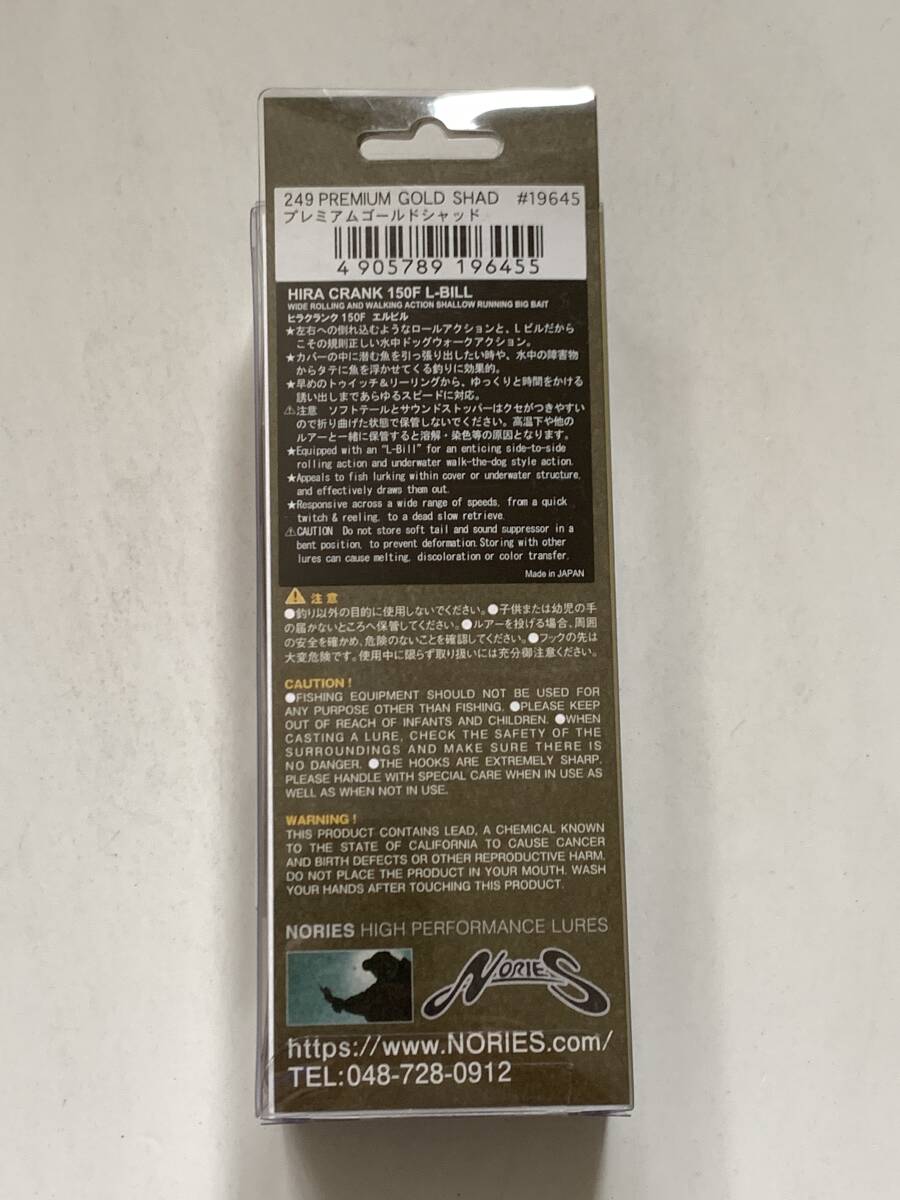 249 PREMIUM GOLD SHAD #19645
プレミアムゴールドシャッド
4 905789 196455
HIRA CRANK 150F L-BILL
WIDE ROLLING AND WALKING ACTION SHALLOW RUNNING BIG BAIT
ヒラクランク 150F エルビル
★左右への倒れ込むようなロールアクションと、Lビルだから
こその規則正しい水中ドッグウォークアクション。
★カバーの中に潜む魚を引っ張り出したい時や、水中の障害物
からタテに魚を浮かせてくる釣りに効果的。
★早めのトゥイッチ&リーリングから、ゆっくりと時間をかける
誘い出しまであらゆるスピードに対応。
⚠注意 ソフトテールとサウンドストッパーはクセがつきやすい
ので折り曲げた状態で保管しないでください。高温下や他の
ルアーと一緒に保管すると溶解・染色等の原因となります。
★Equipped with an "L-Bill" for an enticing side-to-side
rolling action and underwater walk-the-dog style action.
★Appeals to fish lurking within cover or underwater structure,
and effectively draws them out.
★Responsive across a wide range of speeds, from a quick
twitch & reeling, to a dead slow retrieve.
⚠CAUTION Do not store soft tail and sound suppressor in a
bent position, to prevent deformation.Storing with other
lures can cause melting, discoloration or color transfer.
Made in JAPAN
⚠ 注意
●釣り以外の目的に使用しないでください。●子供または幼児の手
の届かないところへ保管してください。●ルアーを投げる場合、周囲
の安全を確かめ、危険のないことを確認してください。●フックの先は
大変危険です。使用中に限らず取り扱いには充分御注意ください。
CAUTION !
●FISHING EQUIPMENT SHOULD NOT BE USED FOR
ANY PURPOSE OTHER THAN FISHING. ●PLEASE KEEP
OUT OF REACH OF INFANTS AND CHILDREN. ●WHEN
CASTING A LURE, CHECK THE SAFETY OF THE
SURROUNDINGS AND MAKE SURE THERE IS
NO DANGER. ●THE HOOKS ARE EXTREMELY SHARP.
PLEASE HANDLE WITH SPECIAL CARE WHEN IN USE AS
WELL AS WHEN NOT IN USE.
WARNING !
THIS PRODUCT CONTAINS LEAD, A CHEMICAL KNOWN
TO THE STATE OF CALIFORNIA TO CAUSE CANCER
AND BIRTH DEFECTS OR OTHER REPRODUCTIVE HARM.
DO NOT PLACE THE PRODUCT IN YOUR MOUTH. WASH
YOUR HANDS AFTER TOUCHING THIS PRODUCT.
NORIES HIGH PERFORMANCE LURES
NORIES
https://www.NORIES.com/
TEL:048-728-0912